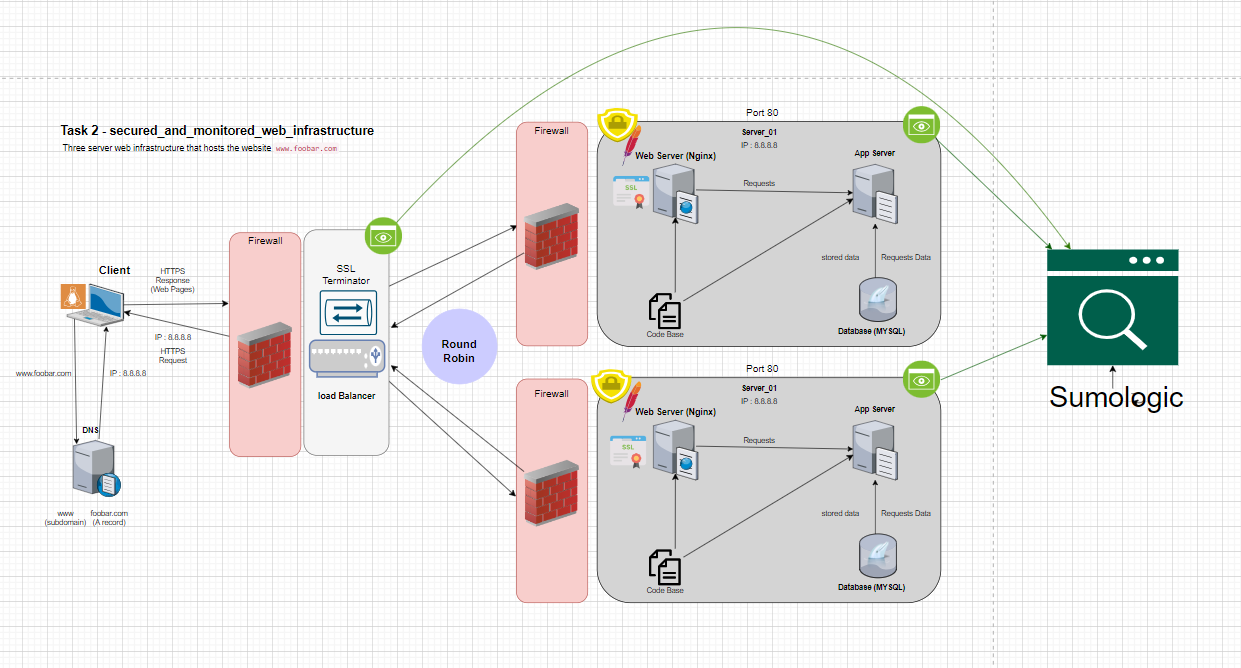 Task 2 - secured_and_monitored_web_infrastructure
Three server web infrastructure that hosts the website www.foobar.com
Client
HTTPS
Response
(Web Pages)
IP : 8.8.8.8
HTTPS
Request
www.foobar.com
IP : 8.8.8.8
DNS
www
(subdomain)
foobar.com
(A record)
Firewall
SSL
Terminator
load Balancer
Round
Robin
Firewall
Port 80
Server_01
IP : 8.8.8.8
Web Server (Nginx)
App Server
SSL
Requests
stored data
Requests Data
Code Base
Database (MYSQL)
Firewall
Port 80
Server_01
IP : 8.8.8.8
Web Server (Nginx)
App Server
SSL
Requests
stored data
Requests Data
Code Base
Database (MYSQL)
Sumologic